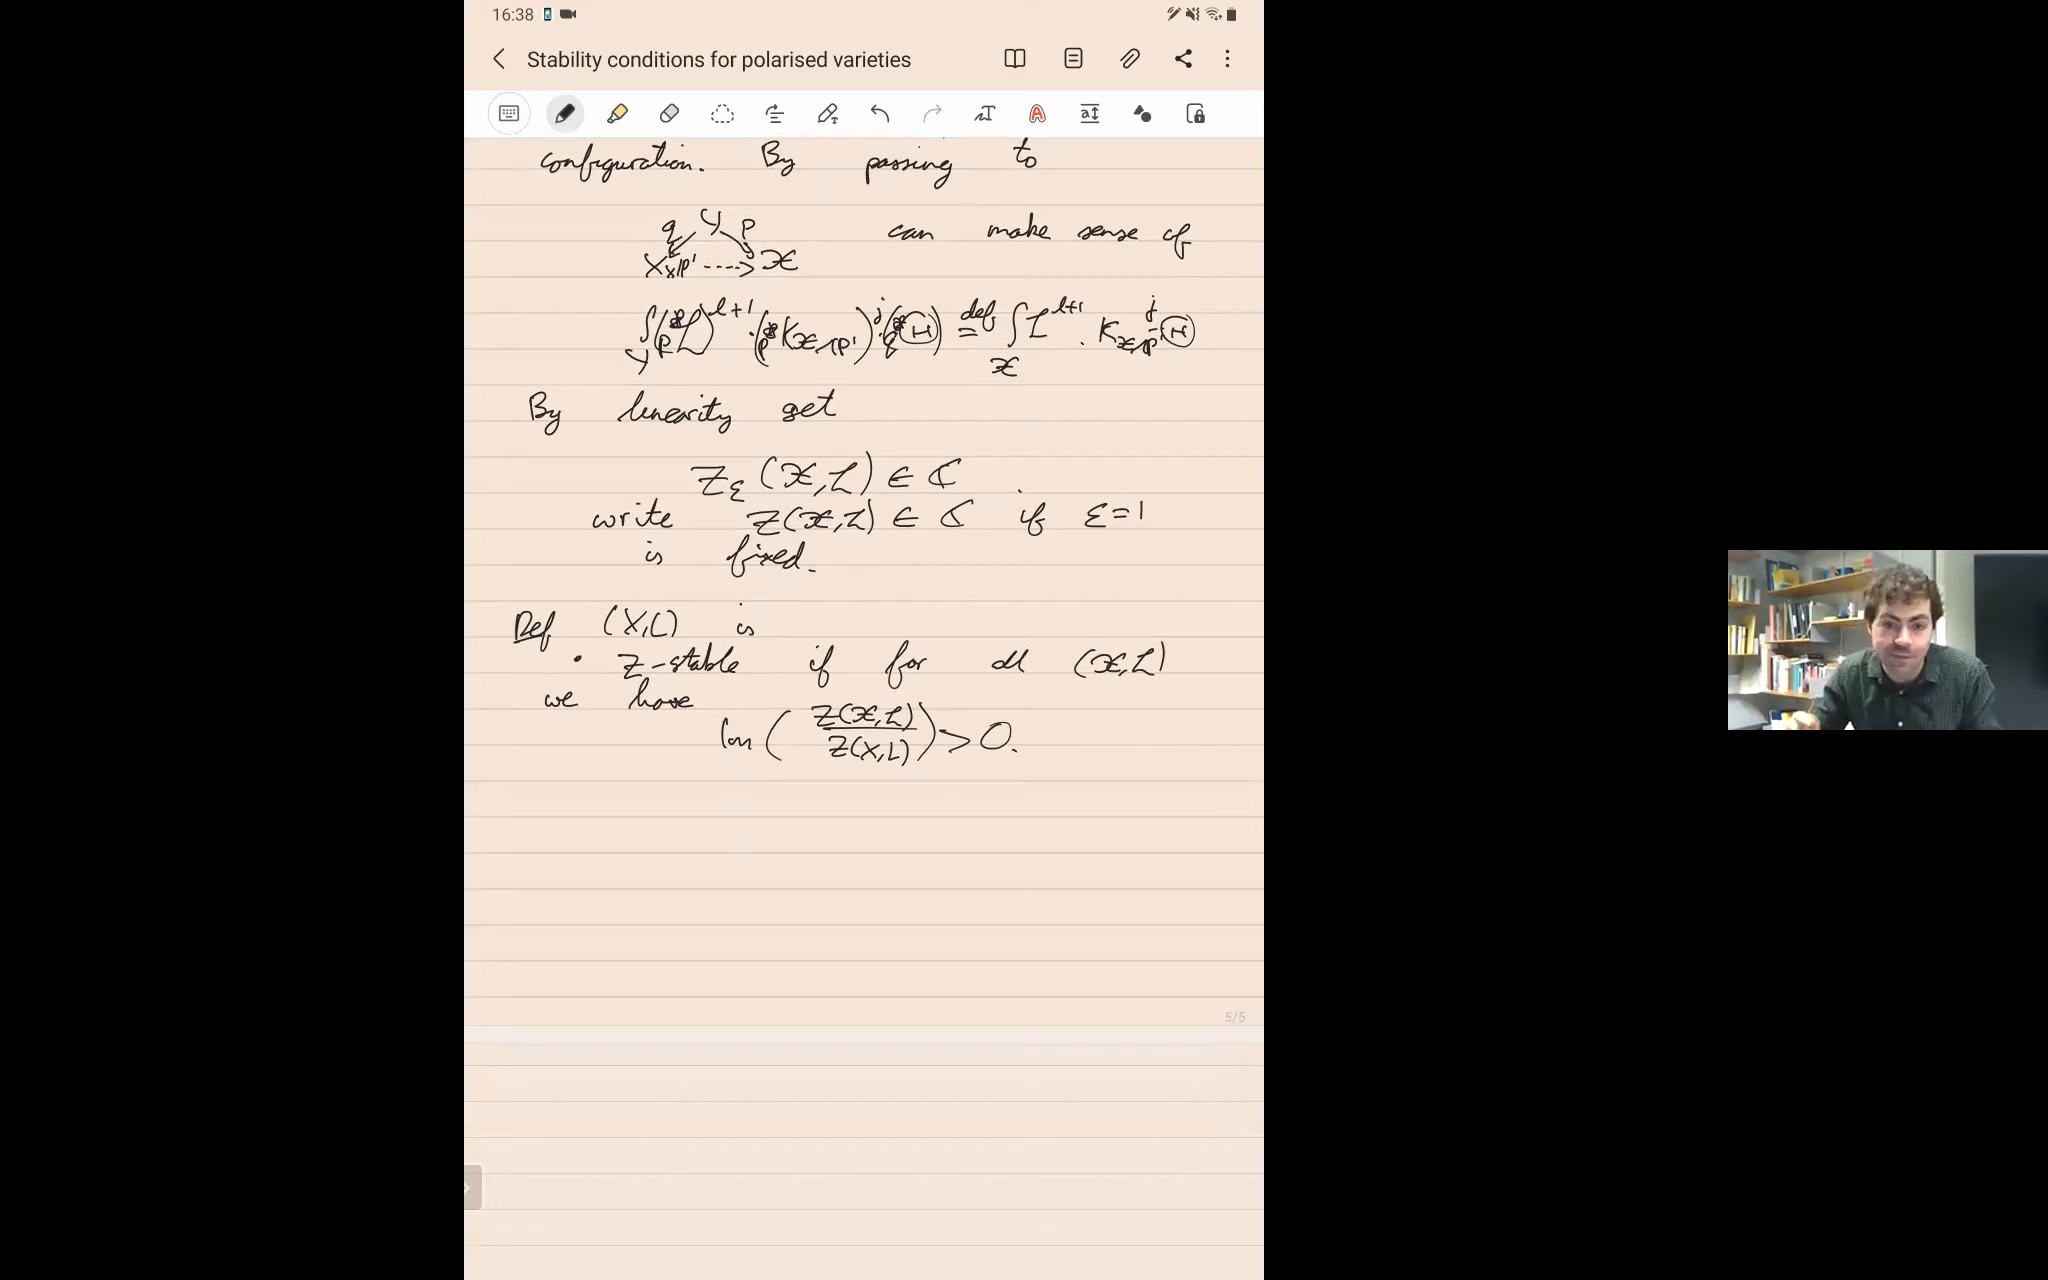 16:38
Stability conditions for polarised varieties
configuration. By passing to
q Y p can make sense of
X×P¹ ⇢ 𝒳
∫_Y (p*ℒ)^{l+1} · (p*K_{𝒳/P¹})^j · (q*Θ) =^{def} ∫_𝒳 ℒ^{l+1} · K_{𝒳/P¹}^j · Θ
By linearity get
Z_ε(𝒳,ℒ) ∈ ℂ
write Z(𝒳,ℒ) ∈ ℂ if ε=1
is fixed.
Def (X,L) is
• Z-stable if for all (𝒳,ℒ)
we have
Im ( Z(𝒳,ℒ) / Z(X,L) ) > 0.
5/5